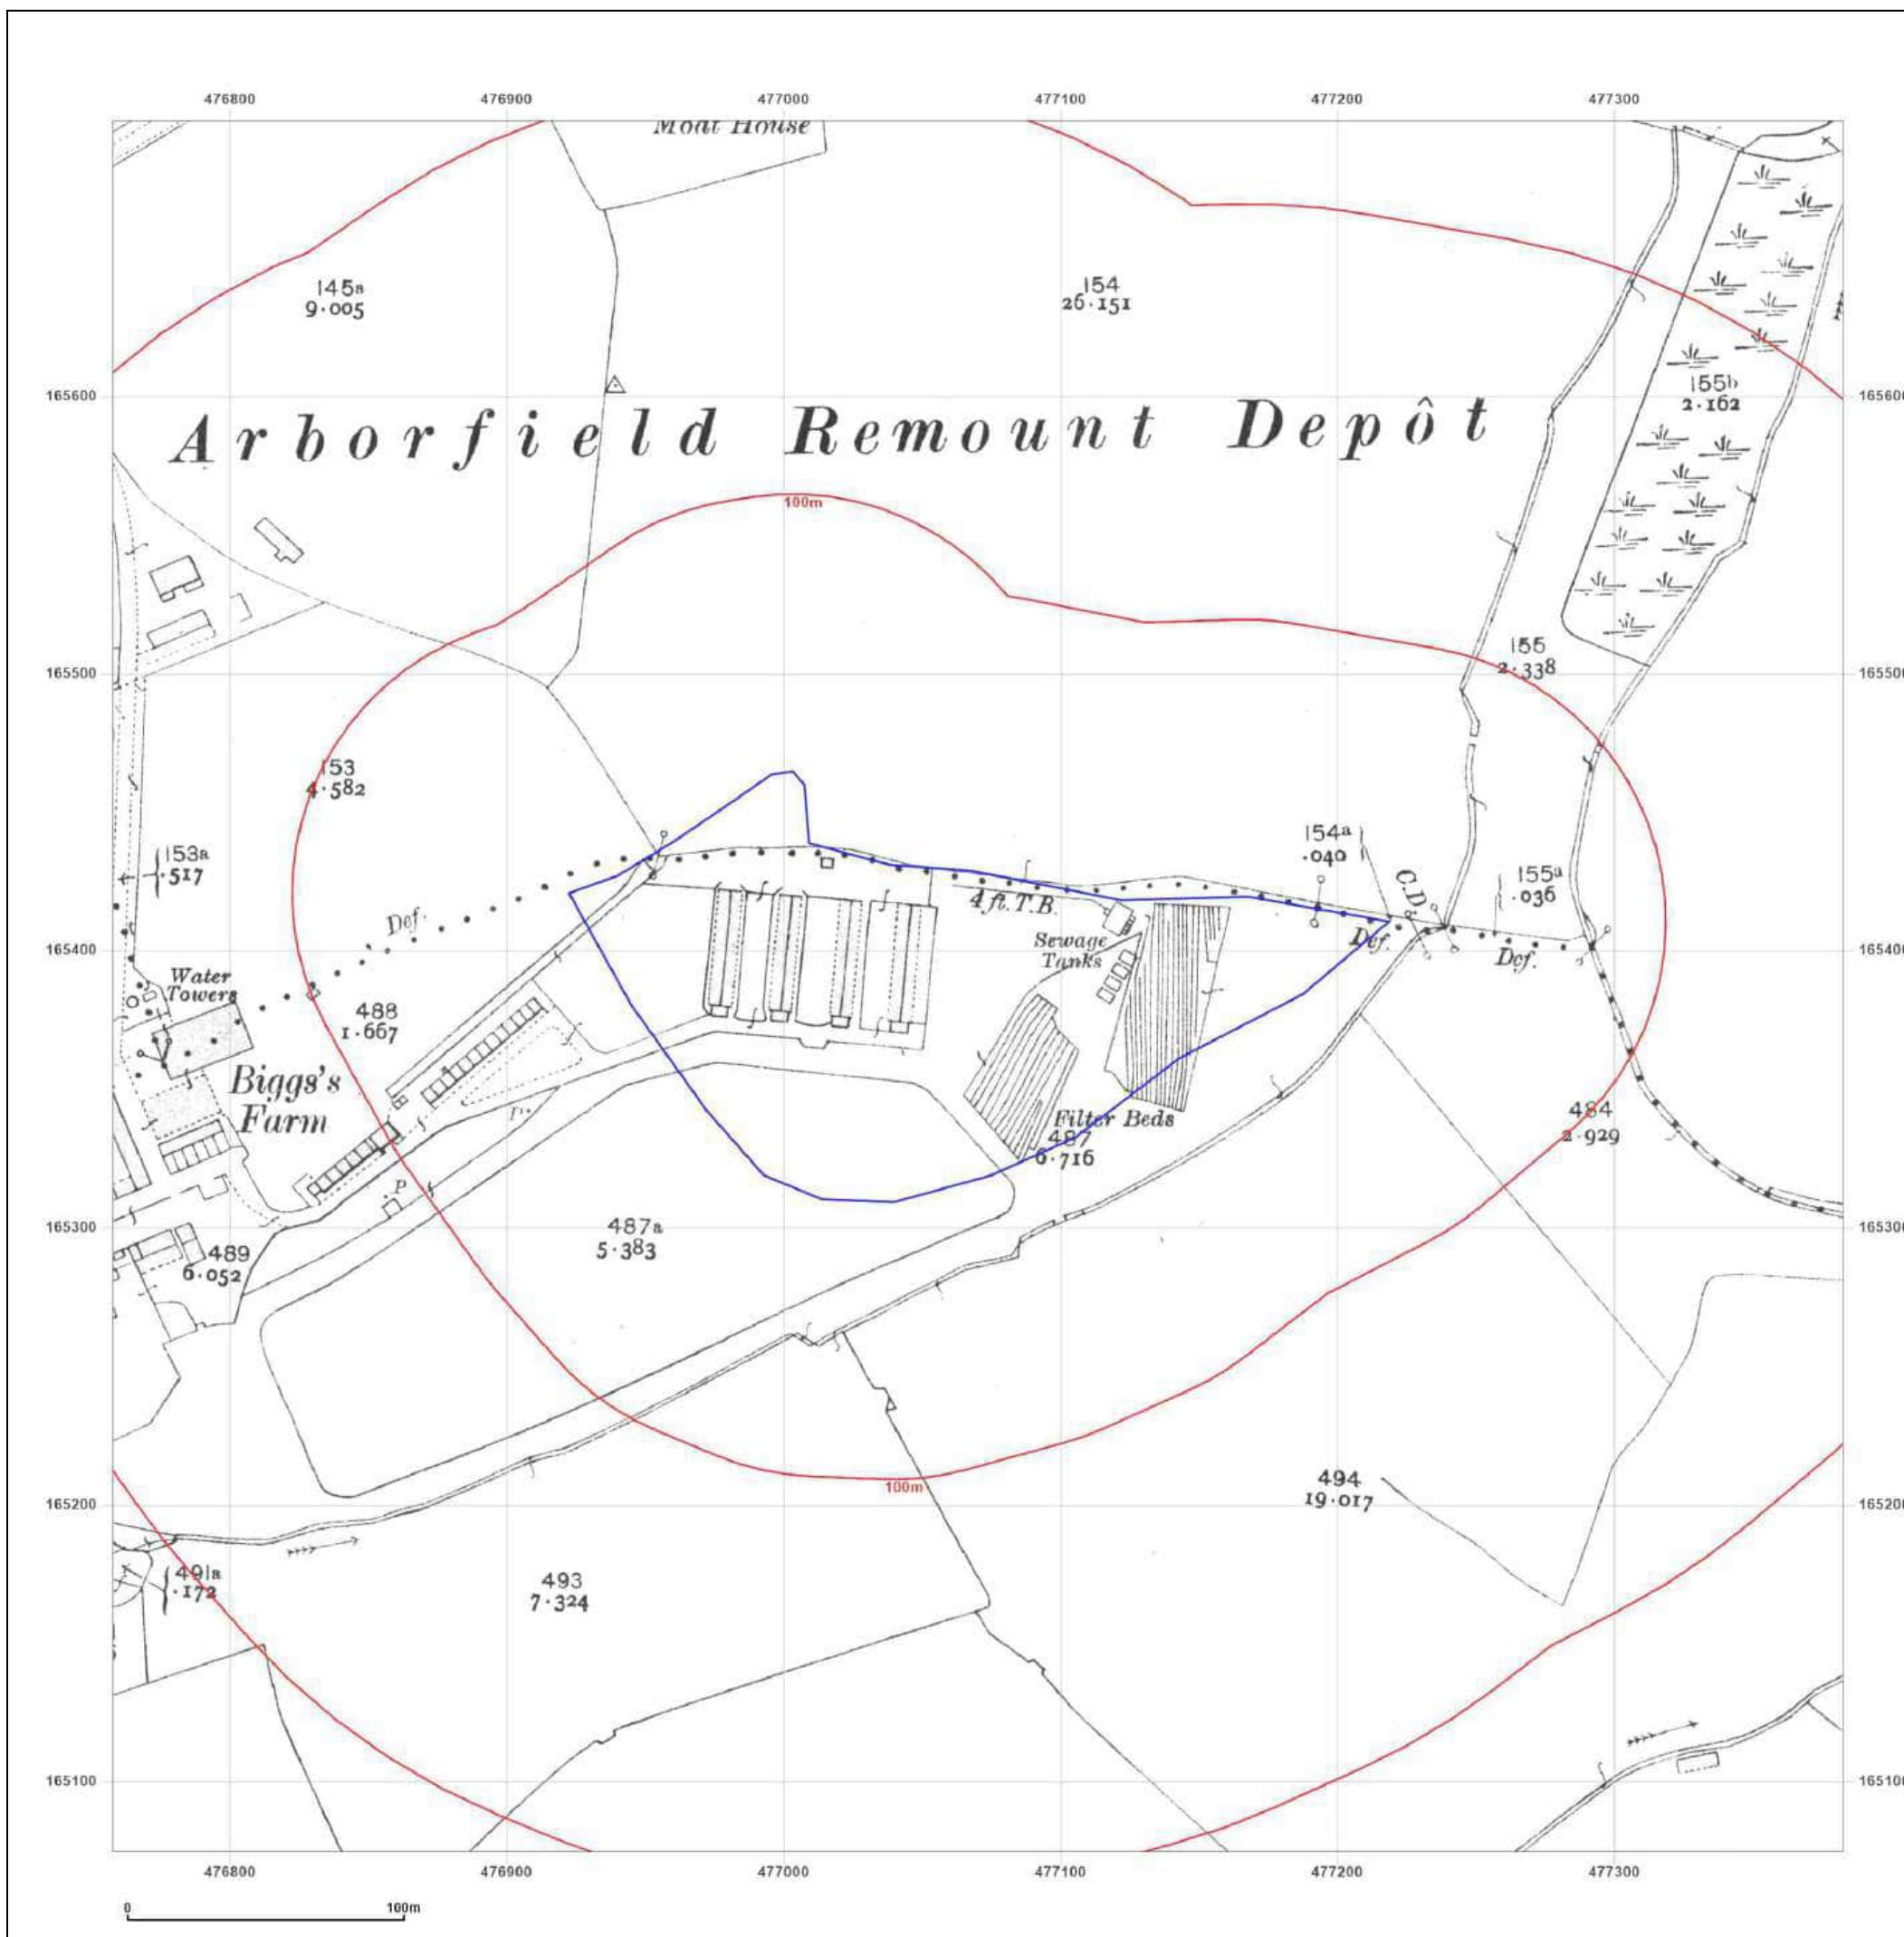 476800 476900 477000 477100 477200 477300
Moat House
145a
9·005
154
26·151
165600
155b
2·162
Arborfield Remount Depôt
100m
155
2·338
165500
153
4·582
153a
·517
154a
·040
155a
·036
C.D.
4 ft. T.B.
Def.
Def.
Def.
Sewage
Tanks
165400
Water
Towers
488
1·667
Biggs's
Farm
P
Filter Beds
487
6·716
484
2·929
P
165300
487a
5·383
489
6·052
100m
494
19·017
165200
491a
·172
493
7·324
165100
476800 476900 477000 477100 477200 477300
0 100m